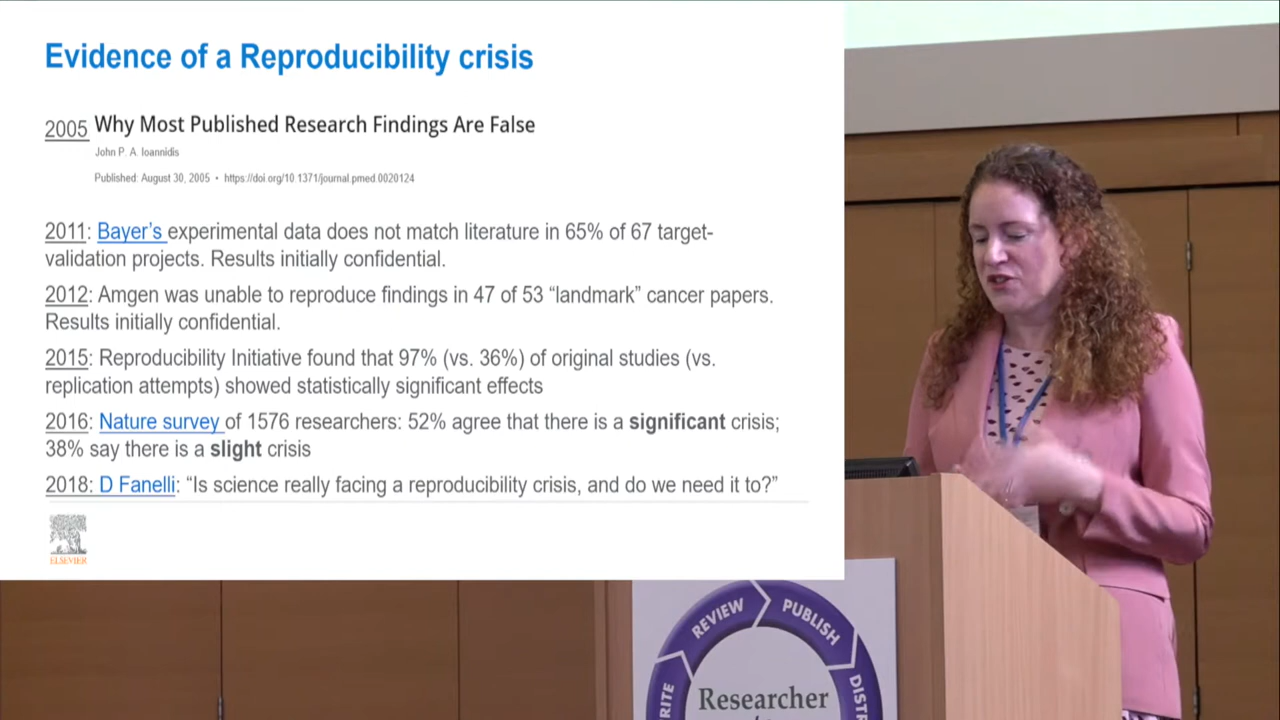 Evidence of a Reproducibility crisis
2005 Why Most Published Research Findings Are False
John P. A. Ioannidis
Published: August 30, 2005 • https://doi.org/10.1371/journal.pmed.0020124
2011: Bayer’s experimental data does not match literature in 65% of 67 target-
validation projects. Results initially confidential.
2012: Amgen was unable to reproduce findings in 47 of 53 “landmark” cancer papers.
Results initially confidential.
2015: Reproducibility Initiative found that 97% (vs. 36%) of original studies (vs.
replication attempts) showed statistically significant effects
2016: Nature survey of 1576 researchers: 52% agree that there is a significant crisis;
38% say there is a slight crisis
2018: D Fanelli: “Is science really facing a reproducibility crisis, and do we need it to?”
ELSEVIER
REVIEW
PUBLISH
Researcher